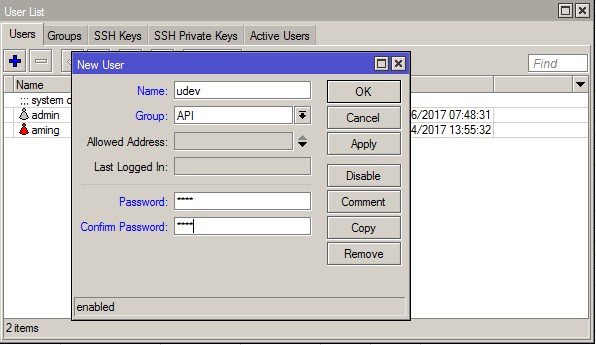 User List
Users Groups SSH Keys SSH Private Keys Active Users
Find
Name
::: system d
admin 6/2017 07:48:31
aming 4/2017 13:55:32
New User
Name: udev
Group: API
Allowed Address:
Last Logged In:
Password: ****
Confirm Password: ****
OK
Cancel
Apply
Disable
Comment
Copy
Remove
enabled
2 items